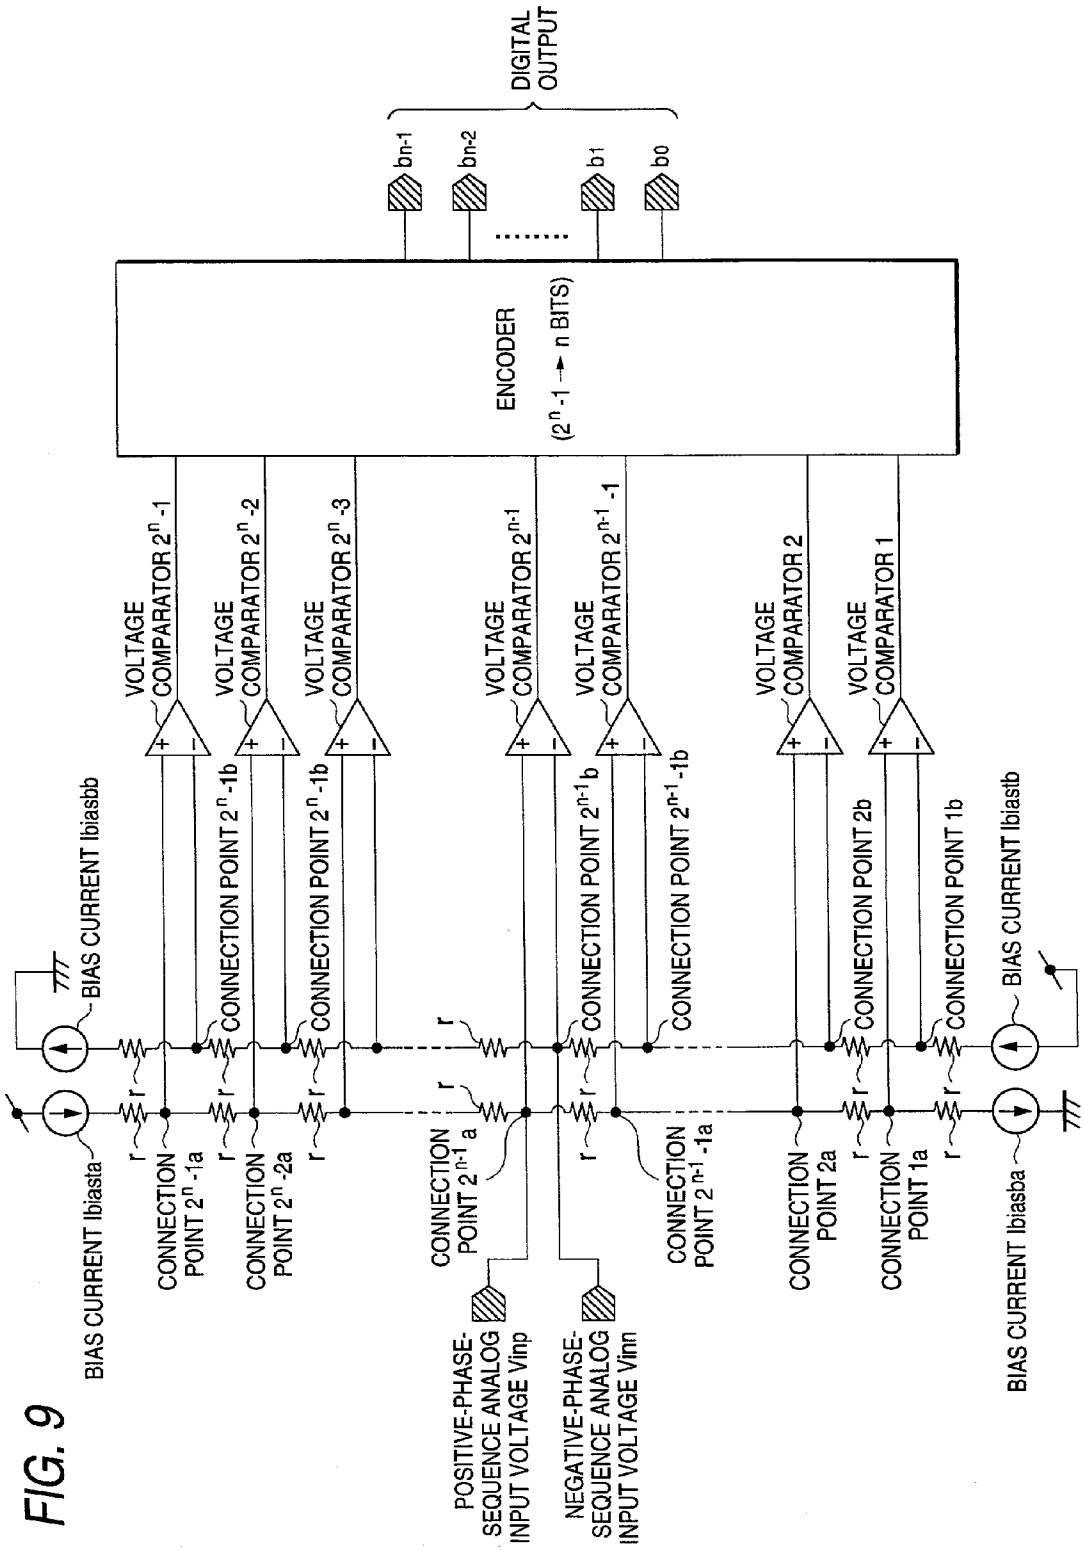 FIG. 9
BIAS CURRENT Ibiasta
BIAS CURRENT Ibiasbb
r
r
CONNECTION
POINT 2ⁿ-1a
CONNECTION POINT 2ⁿ-1b
r
r
CONNECTION
POINT 2ⁿ-2a
CONNECTION POINT 2ⁿ-1b
r
r
r
r
CONNECTION
POINT 2ⁿ⁻¹a
CONNECTION POINT 2ⁿ⁻¹b
POSITIVE-PHASE-
SEQUENCE ANALOG
INPUT VOLTAGE Vinp
NEGATIVE-PHASE-
SEQUENCE ANALOG
INPUT VOLTAGE Vinn
r
r
CONNECTION
POINT 2ⁿ⁻¹-1a
CONNECTION POINT 2ⁿ⁻¹-1b
CONNECTION
POINT 2a
CONNECTION POINT 2b
r
r
CONNECTION
POINT 1a
CONNECTION POINT 1b
r
r
BIAS CURRENT Ibiasba
BIAS CURRENT Ibiastb
VOLTAGE
COMPARATOR 2ⁿ-1
+
-
VOLTAGE
COMPARATOR 2ⁿ-2
+
-
VOLTAGE
COMPARATOR 2ⁿ-3
+
-
VOLTAGE
COMPARATOR 2ⁿ⁻¹
+
-
VOLTAGE
COMPARATOR 2ⁿ⁻¹-1
+
-
VOLTAGE
COMPARATOR 2
+
-
VOLTAGE
COMPARATOR 1
+
-
ENCODER
(2ⁿ-1 → n BITS)
bn-1
bn-2
b1
b0
DIGITAL
OUTPUT